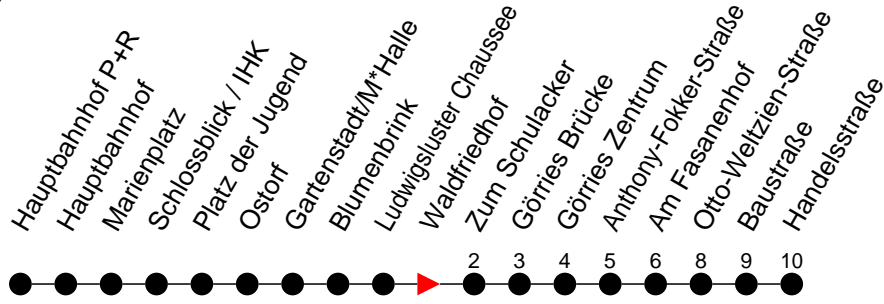 Hauptbahnhof P+R
Hauptbahnhof
Marienplatz
Schlossblick / IHK
Platz der Jugend
Ostorf
Gartenstadt/M*Halle
Blumenbrink
Ludwigsluster Chaussee
Waldfriedhof
Zum Schulacker
Görries Brücke
Görries Zentrum
Anthony-Fokker-Straße
Am Fasanenhof
Otto-Weltzien-Straße
Baustraße
Handelsstraße
2 3 4 5 6 8 9 10